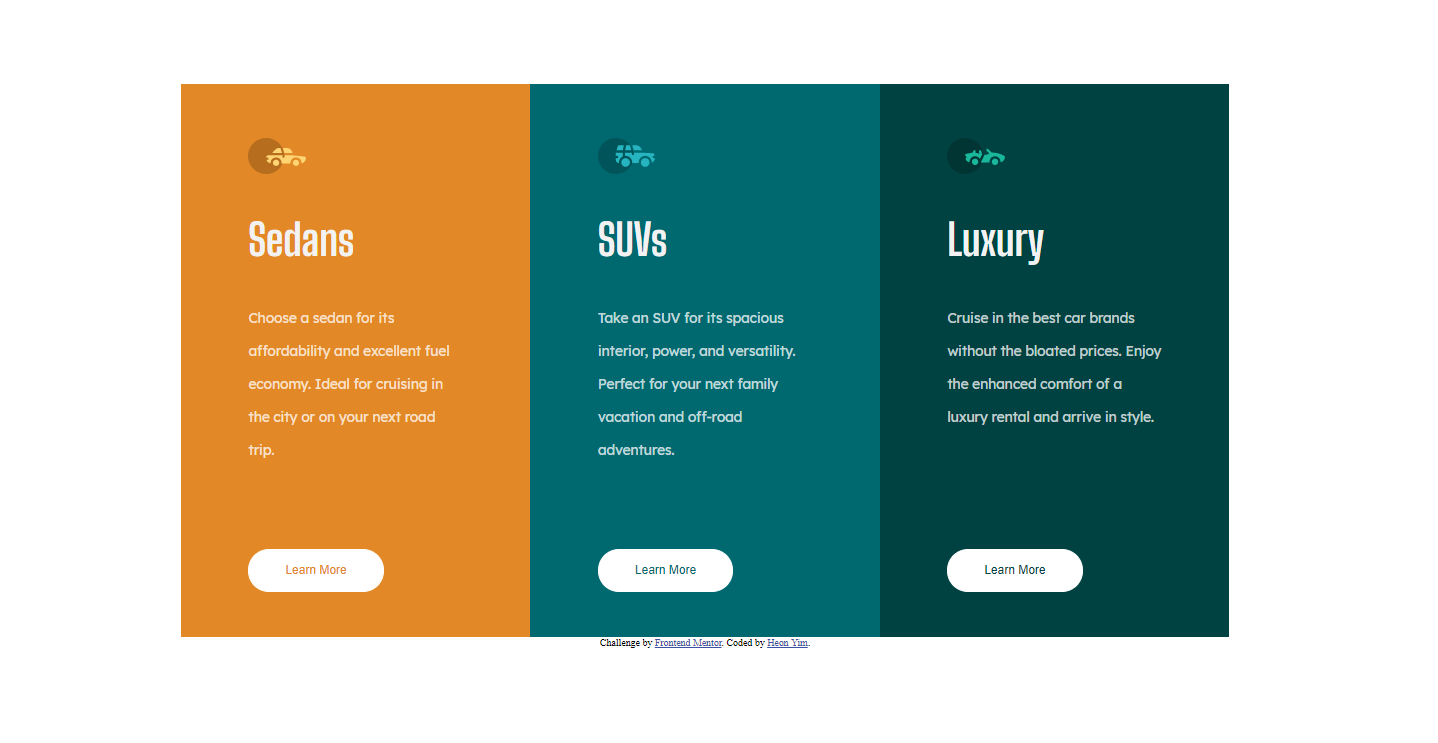 Sedans
Choose a sedan for its
affordability and excellent fuel
economy. Ideal for cruising in
the city or on your next road
trip.
Learn More
SUVs
Take an SUV for its spacious
interior, power, and versatility.
Perfect for your next family
vacation and off-road
adventures.
Learn More
Luxury
Cruise in the best car brands
without the bloated prices. Enjoy
the enhanced comfort of a
luxury rental and arrive in style.
Learn More
Challenge by Frontend Mentor. Coded by Heon Yim.